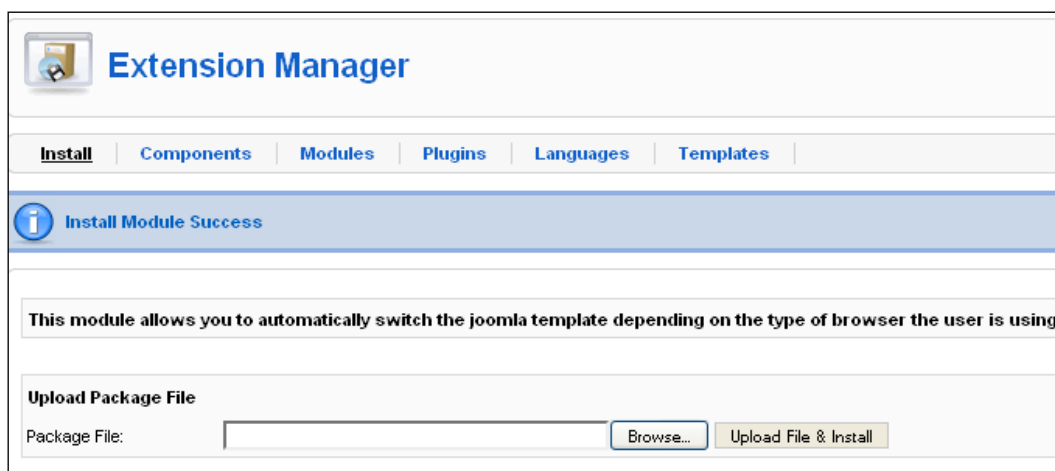 Extension Manager
Install Components Modules Plugins Languages Templates
Install Module Success
This module allows you to automatically switch the joomla template depending on the type of browser the user is using
Upload Package File
Package File: Browse... Upload File & Install